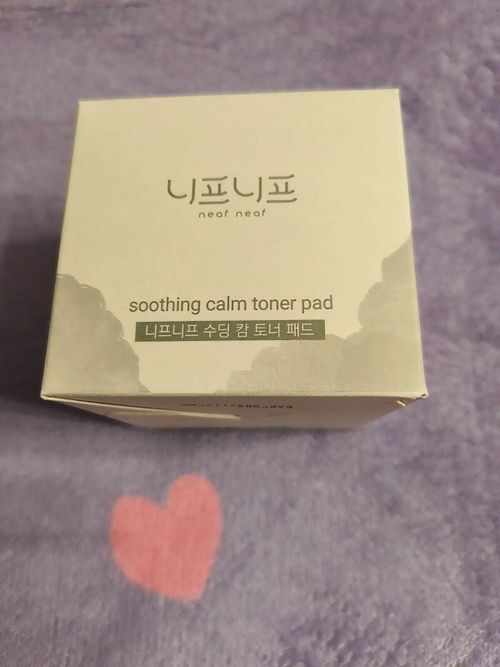 니프니프
neaf neaf
soothing calm toner pad
니프니프 수딩 캄 토너 패드